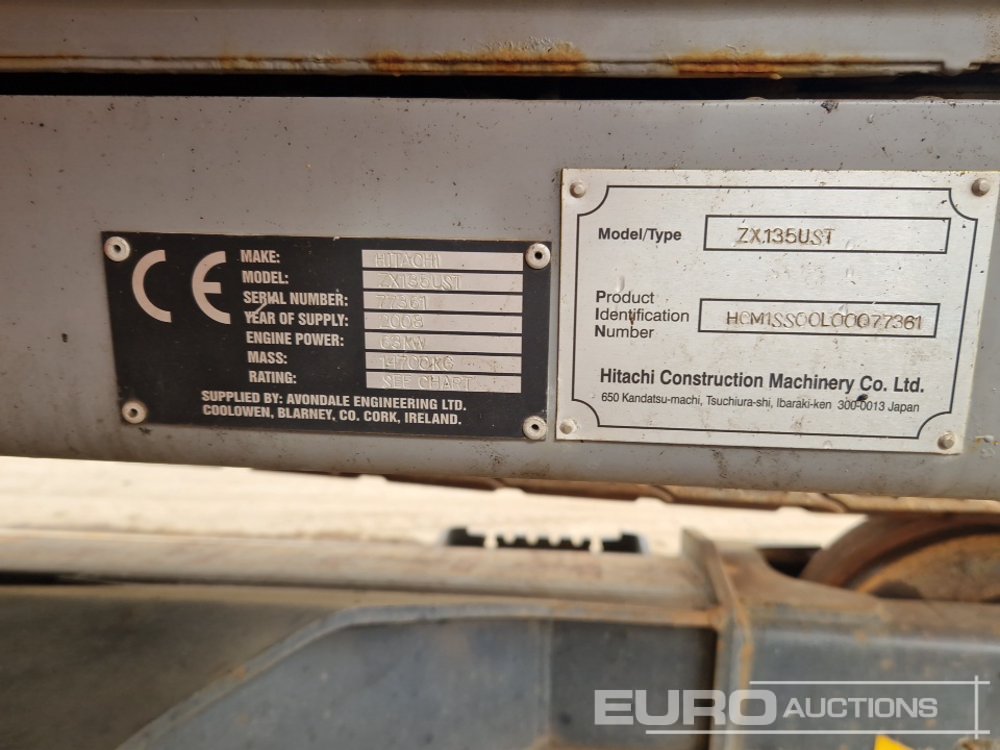 CE
MAKE: HITACHI
MODEL: ZX135UST
SERIAL NUMBER: 77361
YEAR OF SUPPLY: 2008
ENGINE POWER: 63KW
MASS: 14700KG
RATING: SEE CHART
SUPPLIED BY: AVONDALE ENGINEERING LTD.
COOLOWEN, BLARNEY, CO. CORK, IRELAND.
Model/Type ZX135UST
Product
Identification HCM1SS00L00077361
Number
Hitachi Construction Machinery Co. Ltd.
650 Kandatsu-machi, Tsuchiura-shi, Ibaraki-ken 300-0013 Japan
EURO AUCTIONS